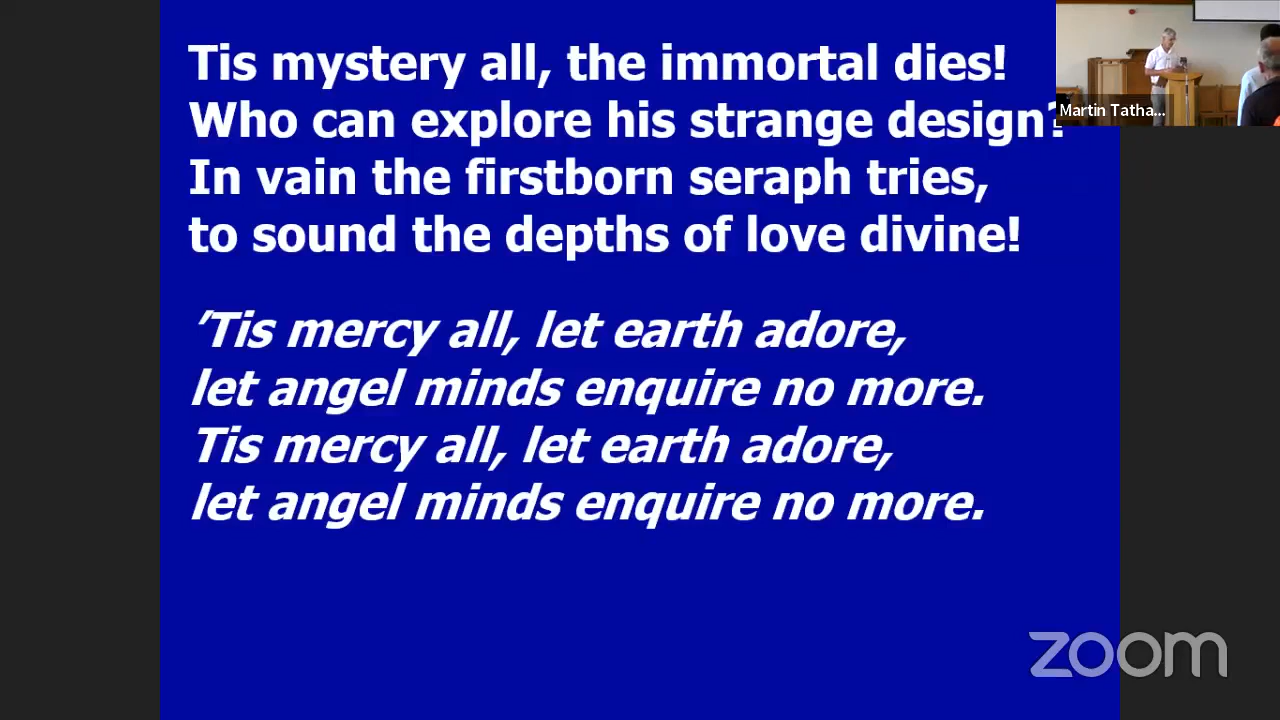 Tis mystery all, the immortal dies!
Who can explore his strange design?
In vain the firstborn seraph tries,
to sound the depths of love divine!
’Tis mercy all, let earth adore,
let angel minds enquire no more.
Tis mercy all, let earth adore,
let angel minds enquire no more.
Martin Tatha...
zoom